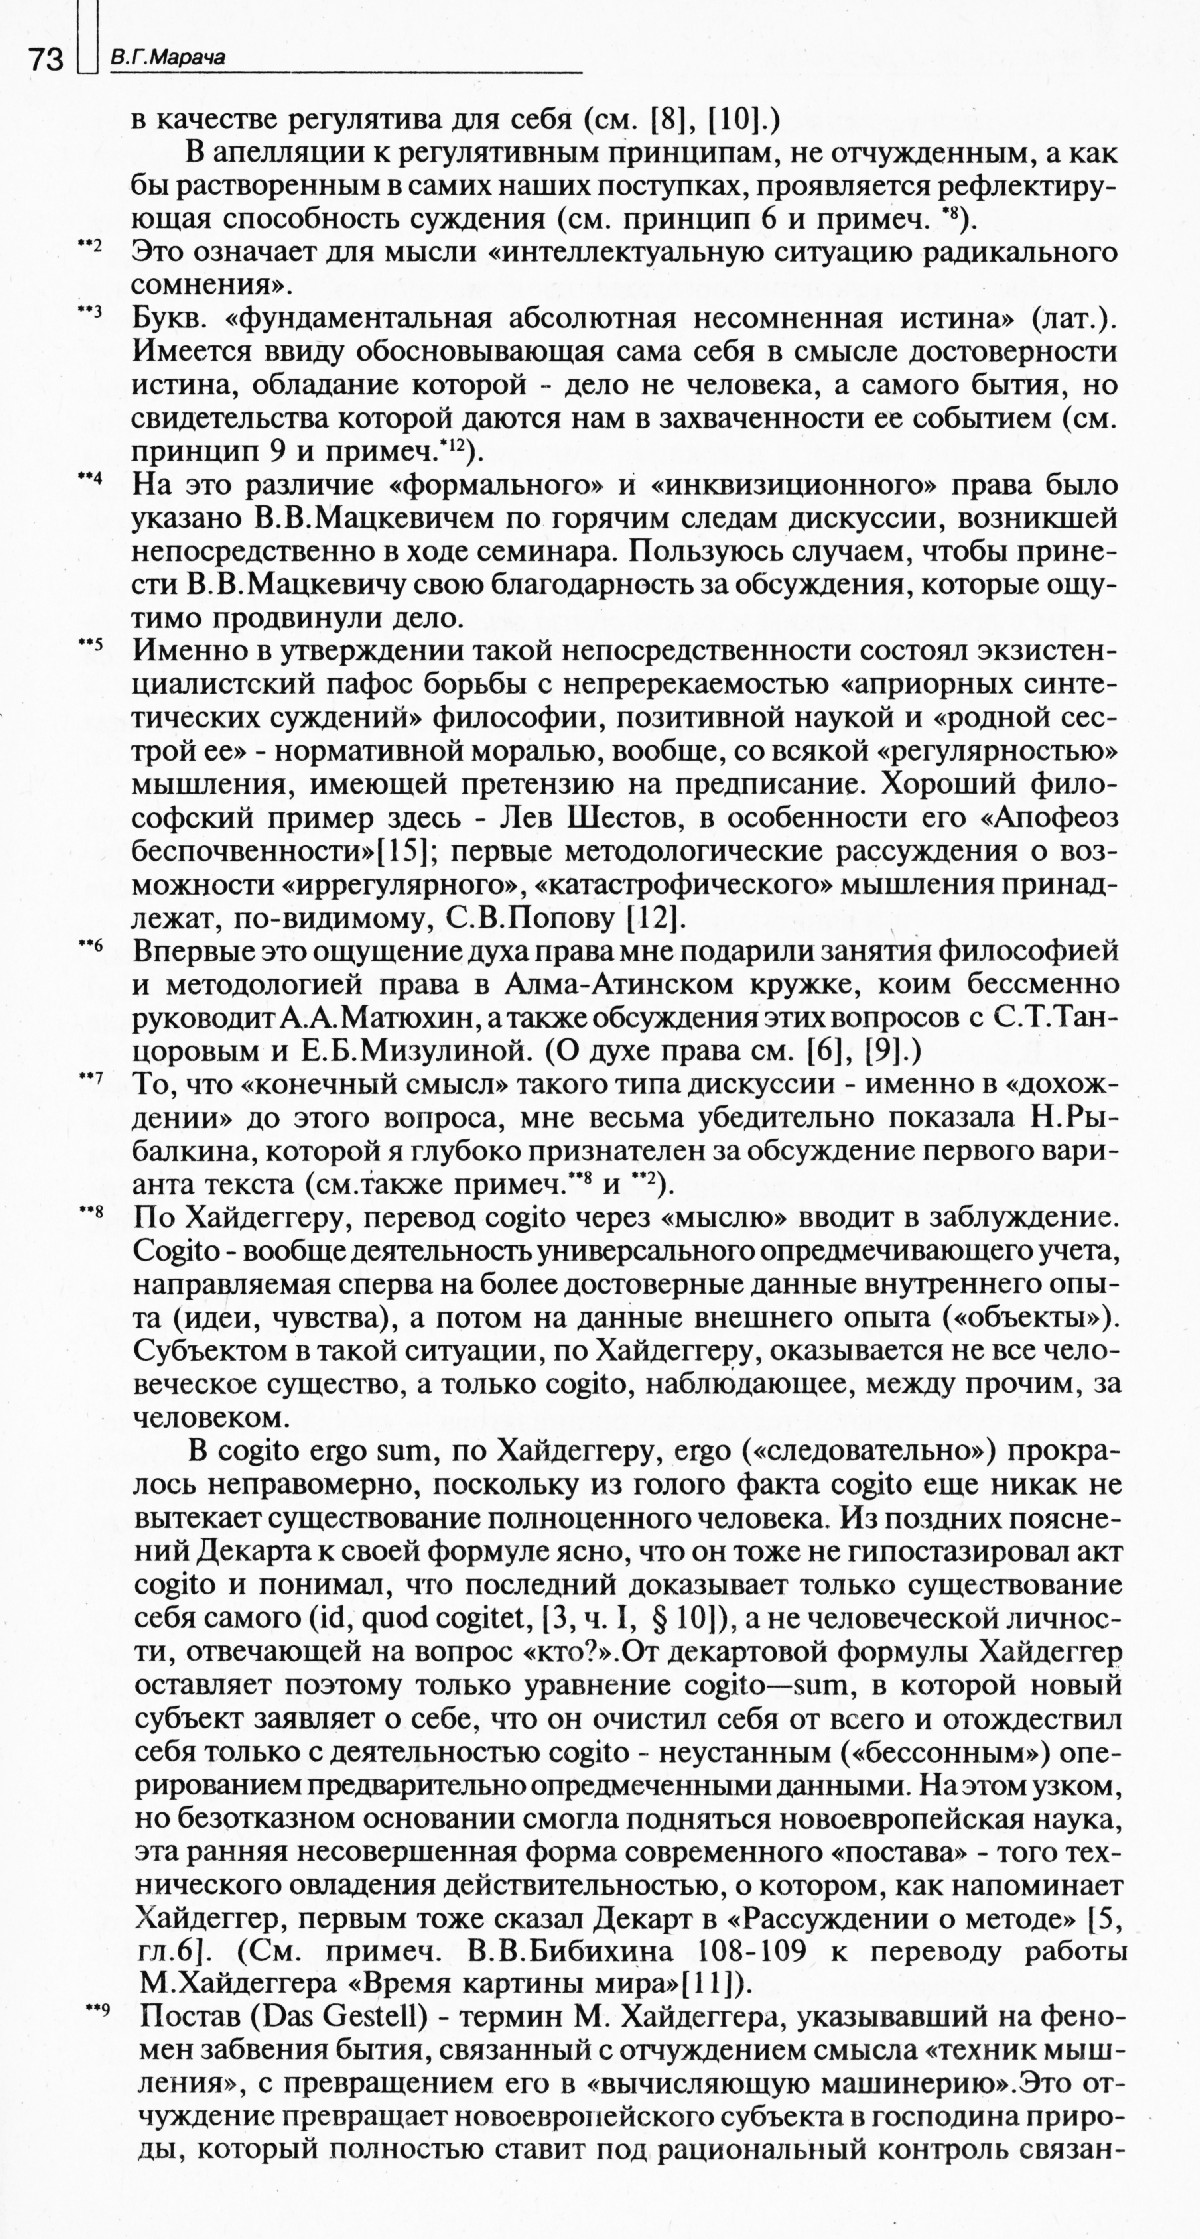 73
В.Г.Марача
в качестве регулятива для себя (см. [8], [10].)
В апелляции к регулятивным принципам, не отчужденным, а как
бы растворенным в самих наших поступках, проявляется рефлектиру-
ющая способность суждения (см. принцип 6 и примеч. *8).
**2 Это означает для мысли «интеллектуальную ситуацию радикального
сомнения».
**3 Букв. «фундаментальная абсолютная несомненная истина» (лат.).
Имеется ввиду обосновывающая сама себя в смысле достоверности
истина, обладание которой - дело не человека, а самого бытия, но
свидетельства которой даются нам в захваченности ее событием (см.
принцип 9 и примеч.*12).
**4 На это различие «формального» и «инквизиционного» права было
указано В.В.Мацкевичем по горячим следам дискуссии, возникшей
непосредственно в ходе семинара. Пользуюсь случаем, чтобы прине-
сти В.В.Мацкевичу свою благодарность за обсуждения, которые ощу-
тимо продвинули дело.
**5 Именно в утверждении такой непосредственности состоял экзистен-
циалистский пафос борьбы с непререкаемостью «априорных синте-
тических суждений» философии, позитивной наукой и «родной сес-
трой ее» - нормативной моралью, вообще, со всякой «регулярностью»
мышления, имеющей претензию на предписание. Хороший фило-
софский пример здесь - Лев Шестов, в особенности его «Апофеоз
беспочвенности»[15]; первые методологические рассуждения о воз-
можности «иррегулярного», «катастрофического» мышления принад-
лежат, по-видимому, С.В.Попову [12].
**6 Впервые это ощущение духа права мне подарили занятия философией
и методологией права в Алма-Атинском кружке, коим бессменно
руководит А.А.Матюхин, а также обсуждения этих вопросов с С.Т.Тан-
цоровым и Е.Б.Мизулиной. (О духе права см. [6], [9].)
**7 То, что «конечный смысл» такого типа дискуссии - именно в «дохож-
дении» до этого вопроса, мне весьма убедительно показала Н.Ры-
балкина, которой я глубоко признателен за обсуждение первого вари-
анта текста (см.также примеч.**8 и **2).
**8 По Хайдеггеру, перевод cogito через «мыслю» вводит в заблуждение.
Cogito - вообще деятельность универсального опредмечивающего учета,
направляемая сперва на более достоверные данные внутреннего опы-
та (идеи, чувства), а потом на данные внешнего опыта («объекты»).
Субъектом в такой ситуации, по Хайдеггеру, оказывается не все чело-
веческое существо, а только cogito, наблюдающее, между прочим, за
человеком.
В cogito ergo sum, по Хайдеггеру, ergo («следовательно») прокра-
лось неправомерно, поскольку из голого факта cogito еще никак не
вытекает существование полноценного человека. Из поздних поясне-
ний Декарта к своей формуле ясно, что он тоже не гипостазировал акт
cogito и понимал, что последний доказывает только существование
себя самого (id, quod cogitet, [3, ч. I, § 10]), а не человеческой личнос-
ти, отвечающей на вопрос «кто?».От декартовой формулы Хайдеггер
оставляет поэтому только уравнение cogito—sum, в которой новый
субъект заявляет о себе, что он очистил себя от всего и отождествил
себя только с деятельностью cogito - неустанным («бессонным») опе-
рированием предварительно опредмеченными данными. На этом узком,
но безотказном основании смогла подняться новоевропейская наука,
эта ранняя несовершенная форма современного «постава» - того тех-
нического овладения действительностью, о котором, как напоминает
Хайдеггер, первым тоже сказал Декарт в «Рассуждении о методе» [5,
гл.6]. (См. примеч. В.В.Бибихина 108-109 к переводу работы
М.Хайдеггера «Время картины мира»[11]).
**9 Постав (Das Gestell) - термин М. Хайдеггера, указывавший на фено-
мен забвения бытия, связанный с отчуждением смысла «техник мыш-
ления», с превращением его в «вычисляющую машинерию».Это от-
чуждение превращает новоевропейского субъекта в господина приро-
ды, который полностью ставит под рациональный контроль связан-